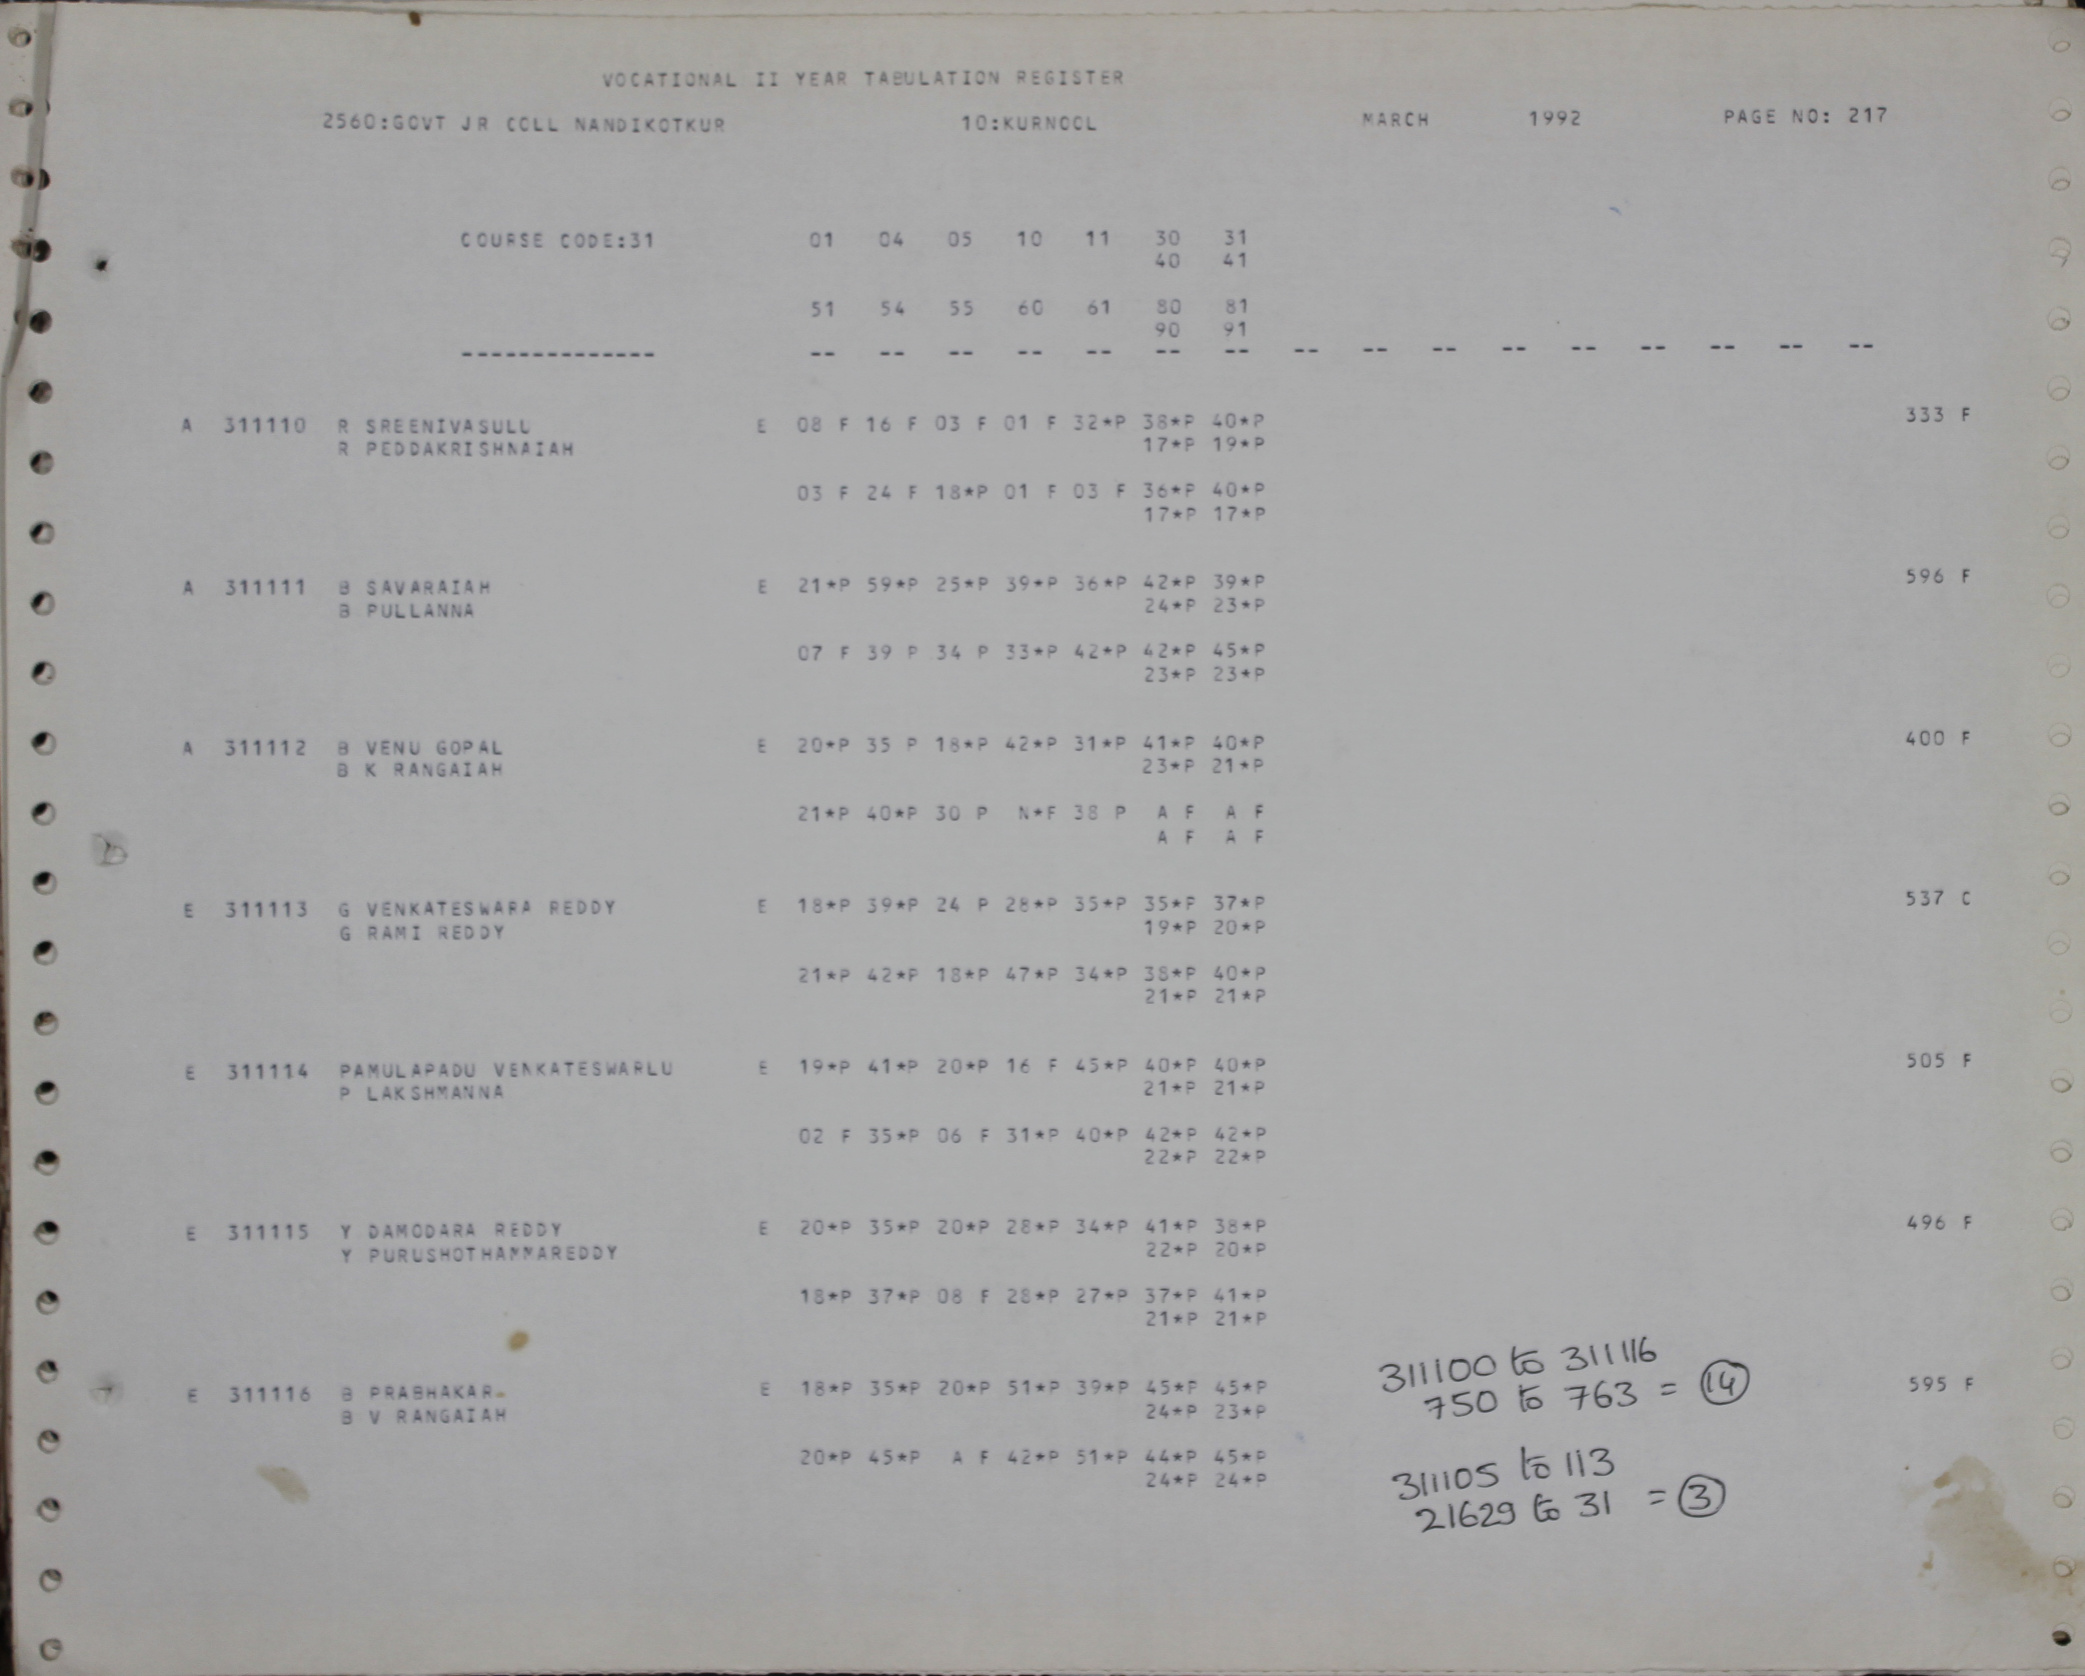 VOCATIONAL II YEAR TABULATION REGISTER
2560:GOVT JR COLL NANDIKOTKUR 10:KURNOOL MARCH 1992 PAGE NO: 217
COURSE CODE:31 01 04 05 10 11 30 31
40 41
51 54 55 60 61 80 81
90 91
-------------- -- -- -- -- -- -- -- -- -- -- -- -- -- -- -- --
A 311110 R SREENIVASULU E 08 F 16 F 03 F 01 F 32*P 38*P 40*P 333 F
R PEDDAKRISHNAIAH 17*P 19*P
03 F 24 F 18*P 01 F 03 F 36*P 40*P
17*P 17*P
A 311111 B SAVARAIAH E 21*P 59*P 25*P 39*P 36*P 42*P 39*P 596 F
B PULLANNA 24*P 23*P
07 F 39 P 34 P 33*P 42*P 42*P 45*P
23*P 23*P
A 311112 B VENU GOPAL E 20*P 35 P 18*P 42*P 31*P 41*P 40*P 400 F
B K RANGAIAH 23*P 21*P
21*P 40*P 30 P N*F 38 P A F A F
A F A F
E 311113 G VENKATESWARA REDDY E 18*P 39*P 24 P 28*P 35*P 35*P 37*P 537 C
G RAMI REDDY 19*P 20*P
21*P 42*P 18*P 47*P 34*P 38*P 40*P
21*P 21*P
E 311114 PAMULAPADU VENKATESWARLU E 19*P 41*P 20*P 16 F 45*P 40*P 40*P 505 F
P LAKSHMANNA 21*P 21*P
02 F 35*P 06 F 31*P 40*P 42*P 42*P
22*P 22*P
E 311115 Y DAMODARA REDDY E 20*P 35*P 20*P 28*P 34*P 41*P 38*P 496 F
Y PURUSHOTHAMMAREDDY 22*P 20*P
18*P 37*P 08 F 28*P 27*P 37*P 41*P
21*P 21*P
E 311116 B PRABHAKAR E 18*P 35*P 20*P 51*P 39*P 45*P 45*P 595 F
B V RANGAIAH 24*P 23*P
20*P 45*P A F 42*P 51*P 44*P 45*P
24*P 24*P
311100 to 311116
750 to 763 = 14
311105 to 113
21629 to 31 = 3